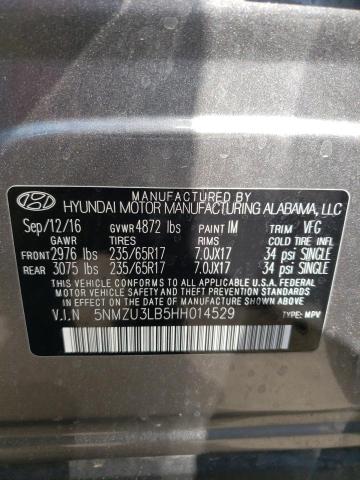 MANUFACTURED BY
HYUNDAI MOTOR MANUFACTURING ALABAMA, LLC
Sep/12/16 GVWR 4872 lbs PAINT IM TRIM VFC
GAWR TIRES RIMS COLD TIRE INFL
FRONT 2976 lbs 235/65R17 7.0JX17 34 psi SINGLE
REAR 3075 lbs 235/65R17 7.0JX17 34 psi SINGLE
THIS VEHICLE CONFORMS TO ALL APPLICABLE U.S.
FEDERAL MOTOR VEHICLE SAFETY, BUMPER, AND THEFT PREVENTION
STANDARDS IN EFFECT ON THE DATE OF MANUFACTURE SHOWN ABOVE.
V.I.N 5NMZU3LB5HH014529
TYPE: MPV